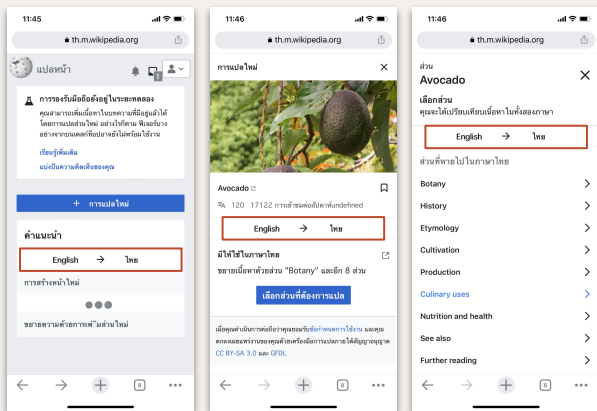 11:45
th.m.wikipedia.org
แปลหน้า
1
การรองรับมือถือยังอยู่ในระยะทดลอง
คุณสามารถเพิ่มเนื้อหาในบทความที่มีอยู่แล้วได้
โดยการแปลส่วนใหม่ อย่างไรก็ตาม ฟีเจอร์บาง
อย่างจากบนเดสก์ท็อปอาจยังไม่พร้อมใช้งาน
เรียนรู้เพิ่มเติม
แบ่งปันความคิดเห็นของคุณ
+ การแปลใหม่
คำแนะนำ
English → ไทย
การสร้างหน้าใหม่
ขยายความด้วยการเพิ่มส่วนใหม่
8
11:46
th.m.wikipedia.org
การแปลใหม่
Avocado
120 17122 การเข้าชมต่อสัปดาห์undefined
English → ไทย
มีให้ใช้ในภาษาไทย
ขยายเนื้อหาด้วยส่วน "Botany" และอีก 8 ส่วน
เลือกส่วนที่ต้องการแปล
เมื่อคุณดำเนินการต่อถือว่าคุณยอมรับข้อกำหนดการใช้งาน และคุณ
ตกลงเผยแพร่งานของคุณด้วยเครื่องมือการแปลภายใต้สัญญาอนุญาต
CC BY-SA 3.0 และ GFDL
8
11:46
th.m.wikipedia.org
ส่วน
Avocado
เลือกส่วน
คุณจะได้เปรียบเทียบเนื้อหาในทั้งสองภาษา
English → ไทย
ส่วนที่หายไปในภาษาไทย
Botany
History
Etymology
Cultivation
Production
Culinary uses
Nutrition and health
See also
Further reading
8